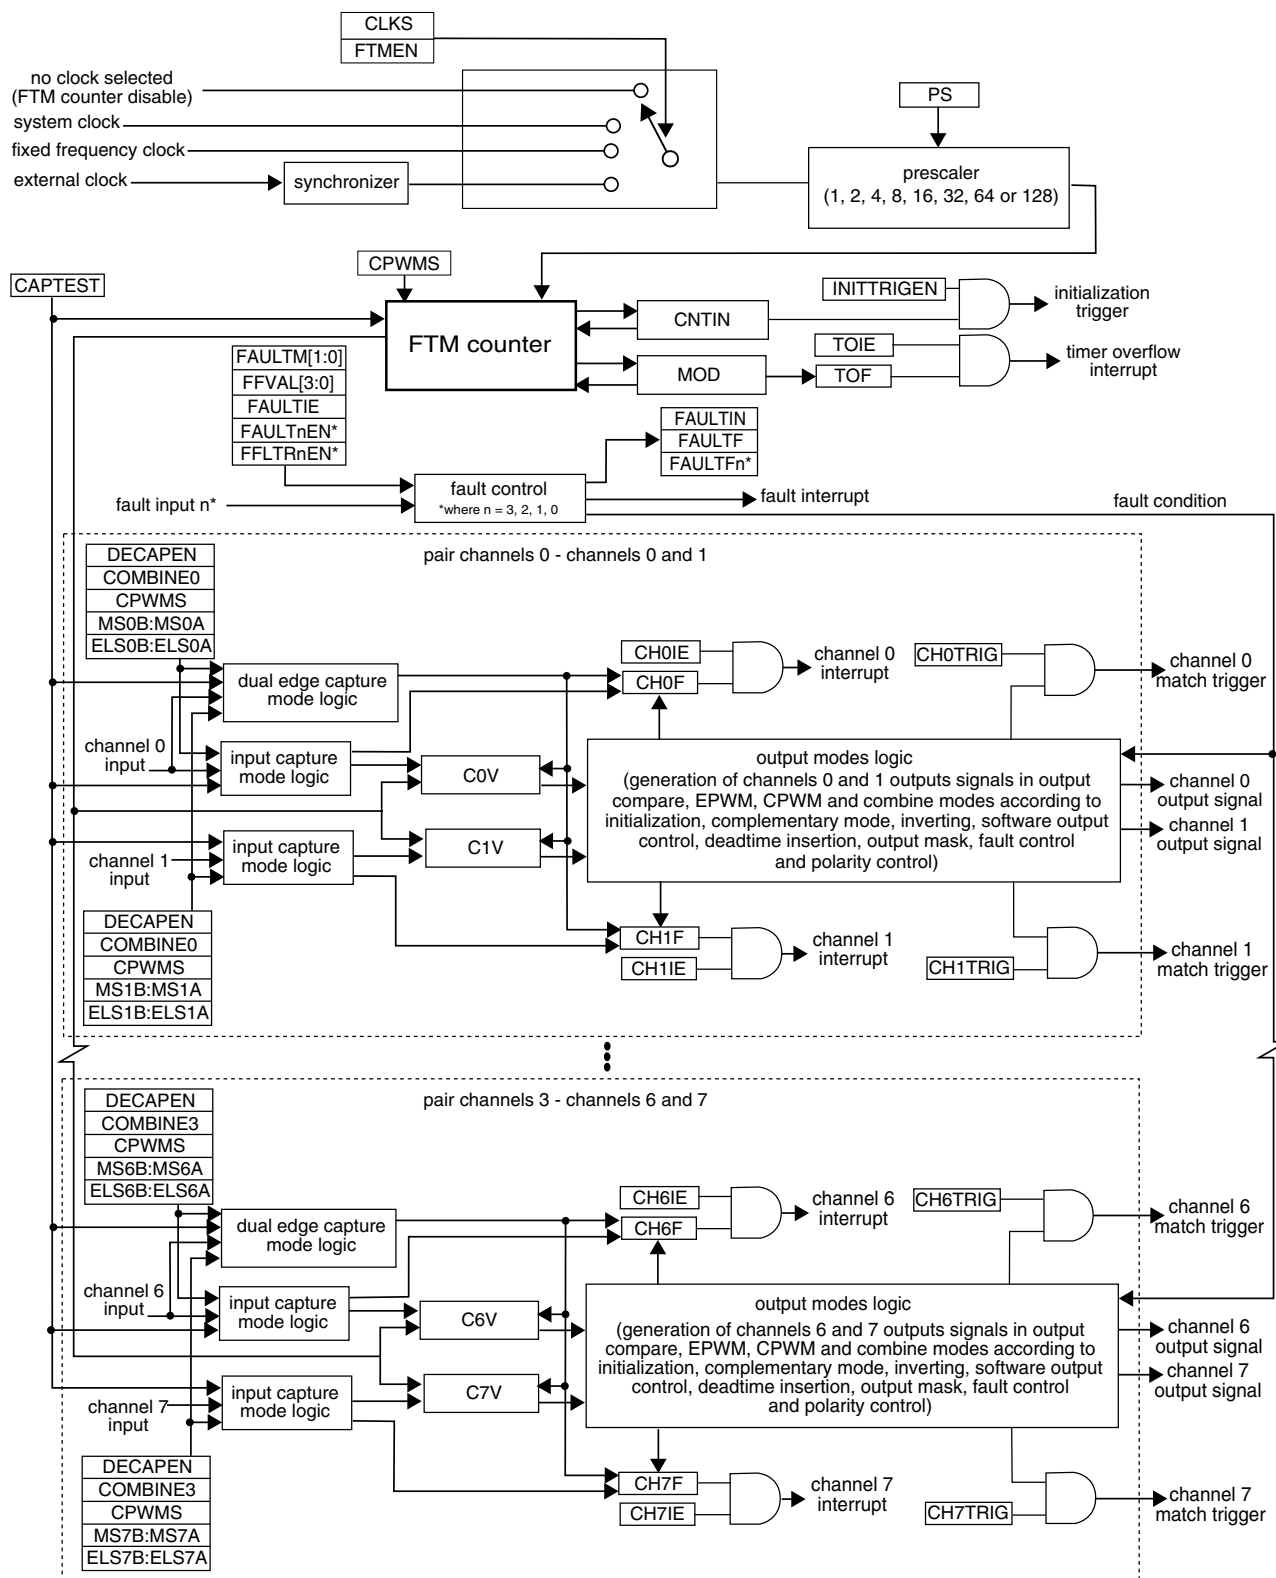 CLKS
FTMEN
no clock selected
(FTM counter disable)
system clock
fixed frequency clock
external clock
synchronizer
PS
prescaler
(1, 2, 4, 8, 16, 32, 64 or 128)
CPWMS
CAPTEST
FTM counter
CNTIN
MOD
INITTRIGEN
initialization
trigger
TOIE
TOF
timer overflow
interrupt
FAULTM[1:0]
FFVAL[3:0]
FAULTIE
FAULTnEN*
FFLTRnEN*
FAULTIN
FAULTF
FAULTFn*
fault input n*
fault control
*where n = 3, 2, 1, 0
fault interrupt
fault condition
pair channels 0 - channels 0 and 1
DECAPEN
COMBINE0
CPWMS
MS0B:MS0A
ELS0B:ELS0A
dual edge capture
mode logic
CH0IE
CH0F
channel 0
interrupt
CH0TRIG
channel 0
match trigger
channel 0
input
input capture
mode logic
C0V
output modes logic
(generation of channels 0 and 1 outputs signals in output
compare, EPWM, CPWM and combine modes according to
initialization, complementary mode, inverting, software output
control, deadtime insertion, output mask, fault control
and polarity control)
channel 0
output signal
channel 1
output signal
channel 1
input
input capture
mode logic
C1V
DECAPEN
COMBINE0
CPWMS
MS1B:MS1A
ELS1B:ELS1A
CH1F
CH1IE
channel 1
interrupt
CH1TRIG
channel 1
match trigger
pair channels 3 - channels 6 and 7
DECAPEN
COMBINE3
CPWMS
MS6B:MS6A
ELS6B:ELS6A
dual edge capture
mode logic
CH6IE
CH6F
channel 6
interrupt
CH6TRIG
channel 6
match trigger
channel 6
input
input capture
mode logic
C6V
output modes logic
(generation of channels 6 and 7 outputs signals in output
compare, EPWM, CPWM and combine modes according to
initialization, complementary mode, inverting, software output
control, deadtime insertion, output mask, fault control
and polarity control)
channel 6
output signal
channel 7
output signal
channel 7
input
input capture
mode logic
C7V
DECAPEN
COMBINE3
CPWMS
MS7B:MS7A
ELS7B:ELS7A
CH7F
CH7IE
channel 7
interrupt
CH7TRIG
channel 7
match trigger